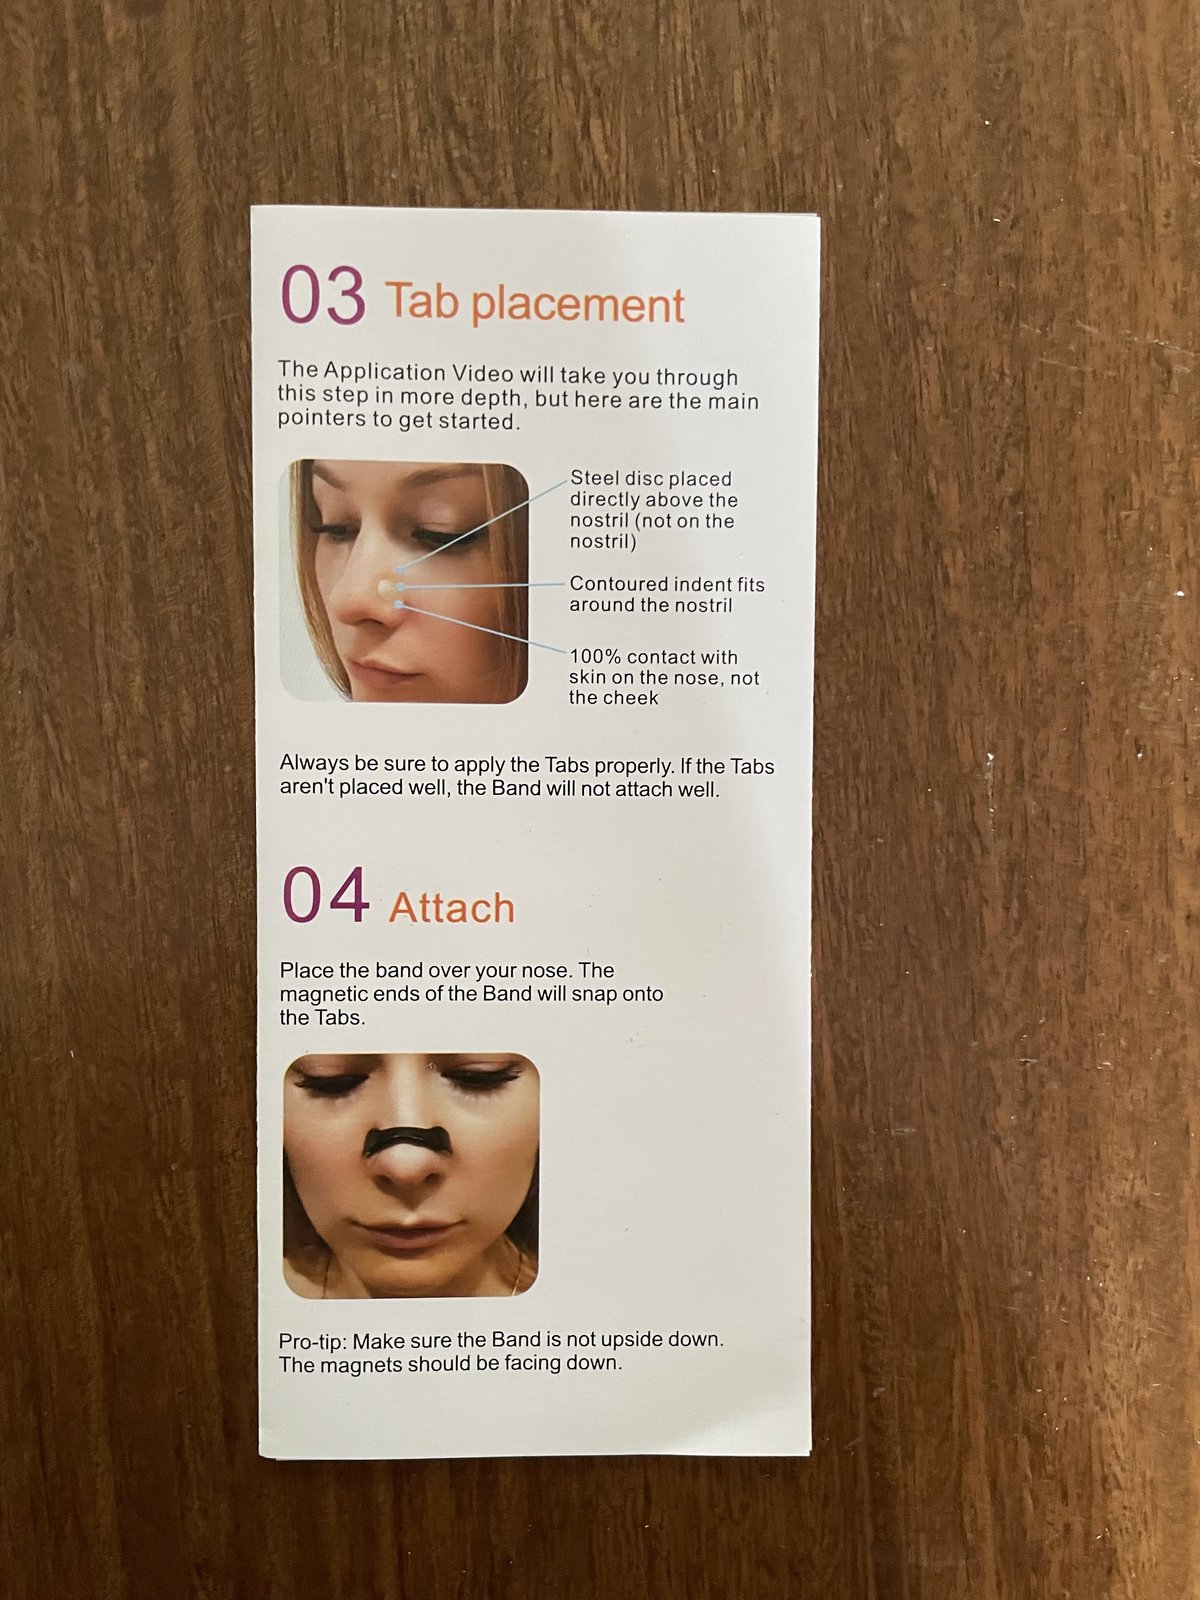 03 Tab placement
The Application Video will take you through
this step in more depth, but here are the main
pointers to get started.
Steel disc placed
directly above the
nostril (not on the
nostril)
Contoured indent fits
around the nostril
100% contact with
skin on the nose, not
the cheek
Always be sure to apply the Tabs properly. If the Tabs
aren't placed well, the Band will not attach well.
04 Attach
Place the band over your nose. The
magnetic ends of the Band will snap onto
the Tabs.
Pro-tip: Make sure the Band is not upside down.
The magnets should be facing down.